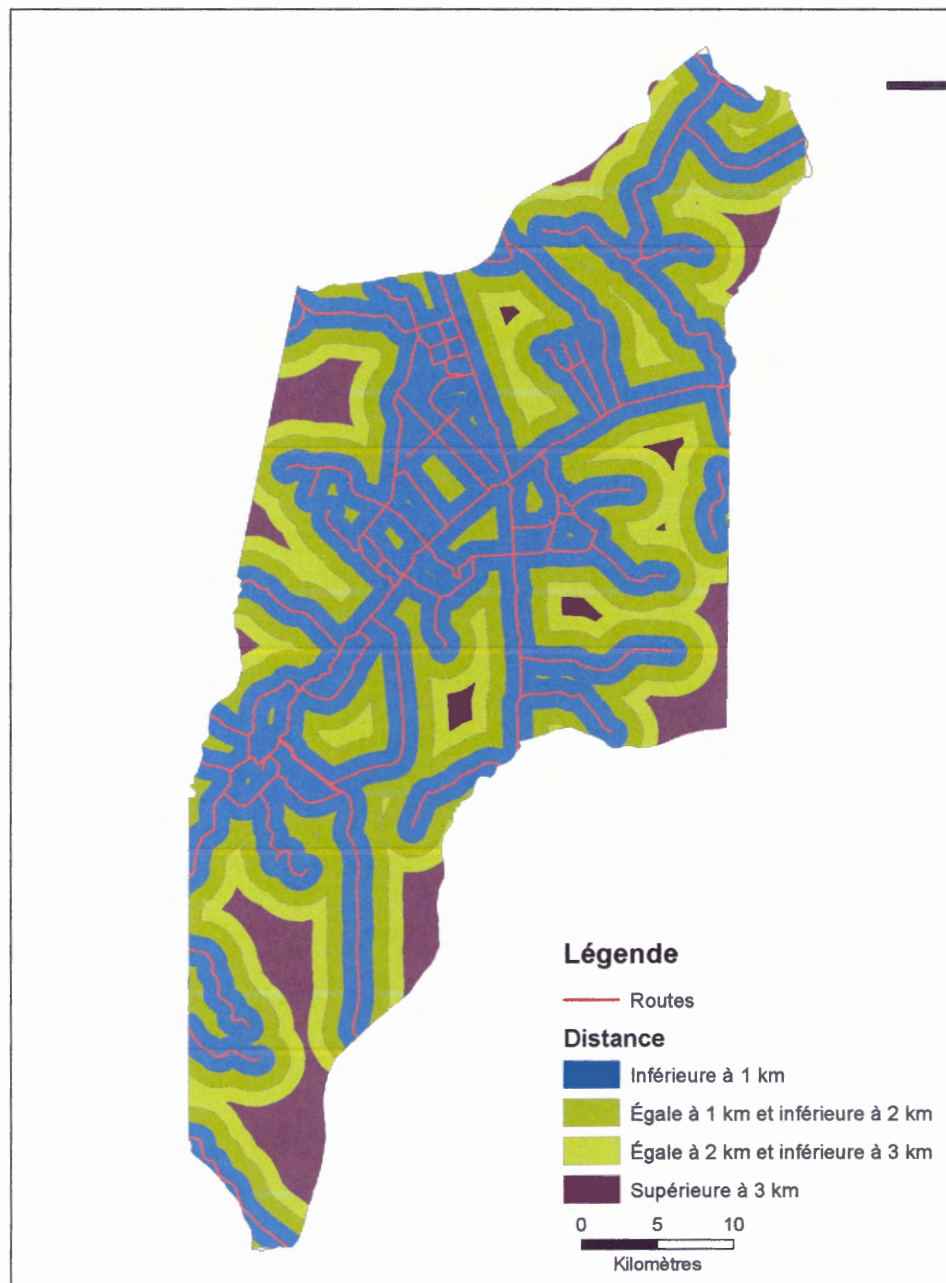 Légende
Routes
Distance
Inférieure à 1 km
Égale à 1 km et inférieure à 2 km
Égale à 2 km et inférieure à 3 km
Supérieure à 3 km
0 5 10
Kilomètres